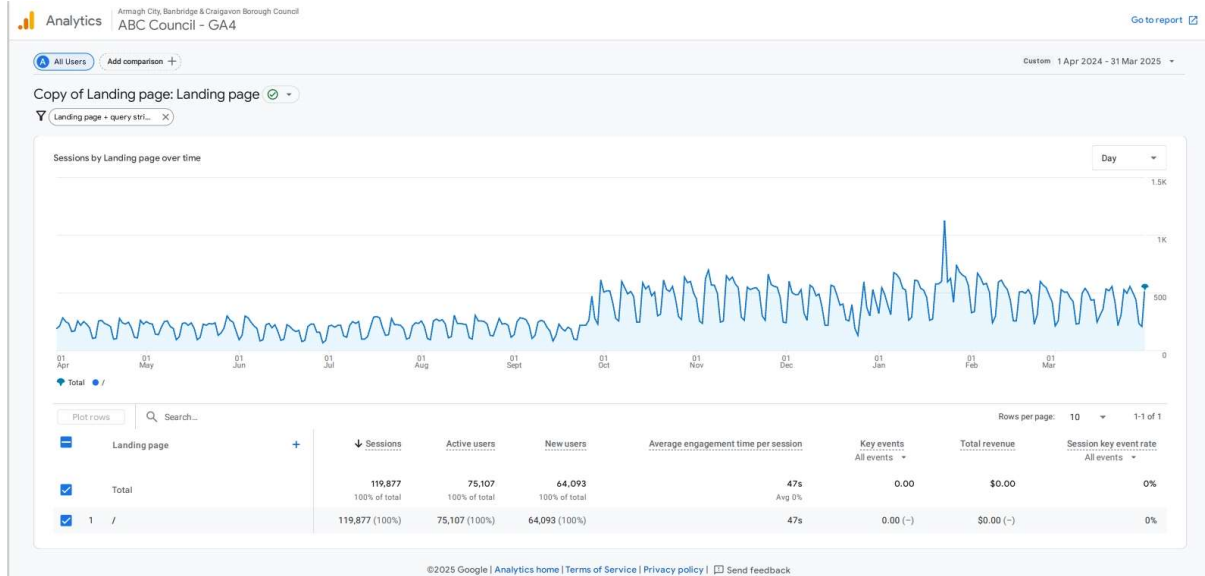 Analytics
Armagh City, Banbridge & Craigavon Borough Council
ABC Council - GA4
Go to report
A All Users
Add comparison +
Custom 1 Apr 2024 - 31 Mar 2025
Copy of Landing page: Landing page
Landing page + query stri... X
Sessions by Landing page over time
Day
1.5K
1K
500
0
01 Apr
01 May
01 Jun
01 Jul
01 Aug
01 Sept
01 Oct
01 Nov
01 Dec
01 Jan
01 Feb
01 Mar
Total /
Plot rows Search... Rows per page: 10 1-1 of 1
Landing page + ↓ Sessions Active users New users Average engagement time per session Key events Total revenue Session key event rate
All events All events
Total 119,877 75,107 64,093 47s 0.00 $0.00 0%
100% of total 100% of total 100% of total Avg 0%
1 / 119,877 (100%) 75,107 (100%) 64,093 (100%) 47s 0.00 (–) $0.00 (–) 0%
©2025 Google | Analytics home | Terms of Service | Privacy policy | Send feedback